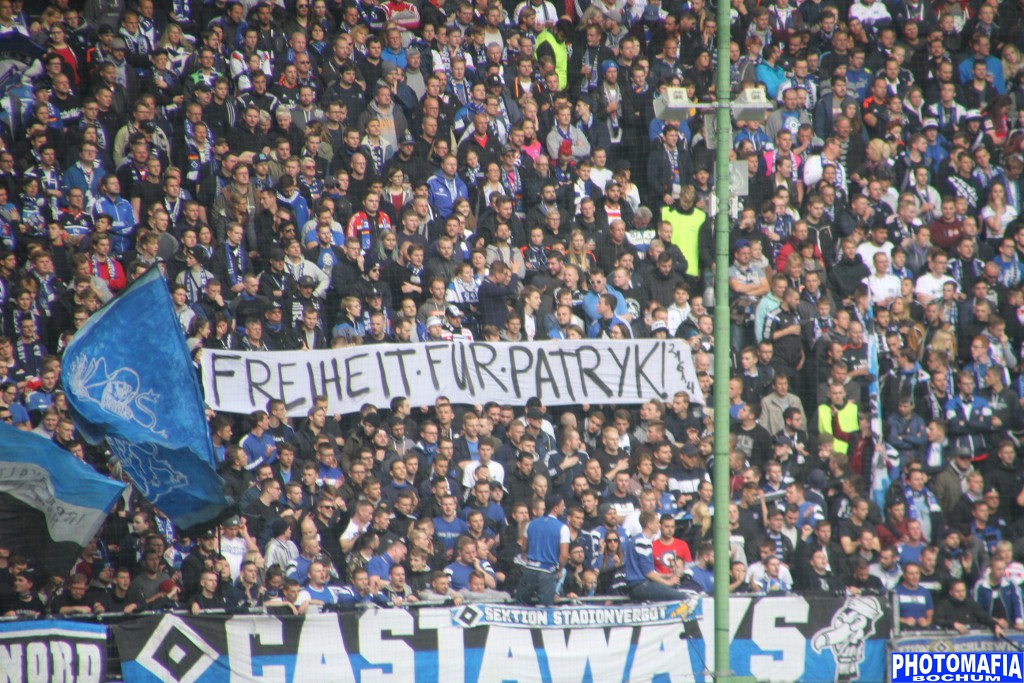 FREIHEIT·FÜR·PATRYK!
SEKTION STADIONVERBOT
NORD
CASTAWAYS
PHOTOMAFIA
BOCHUM